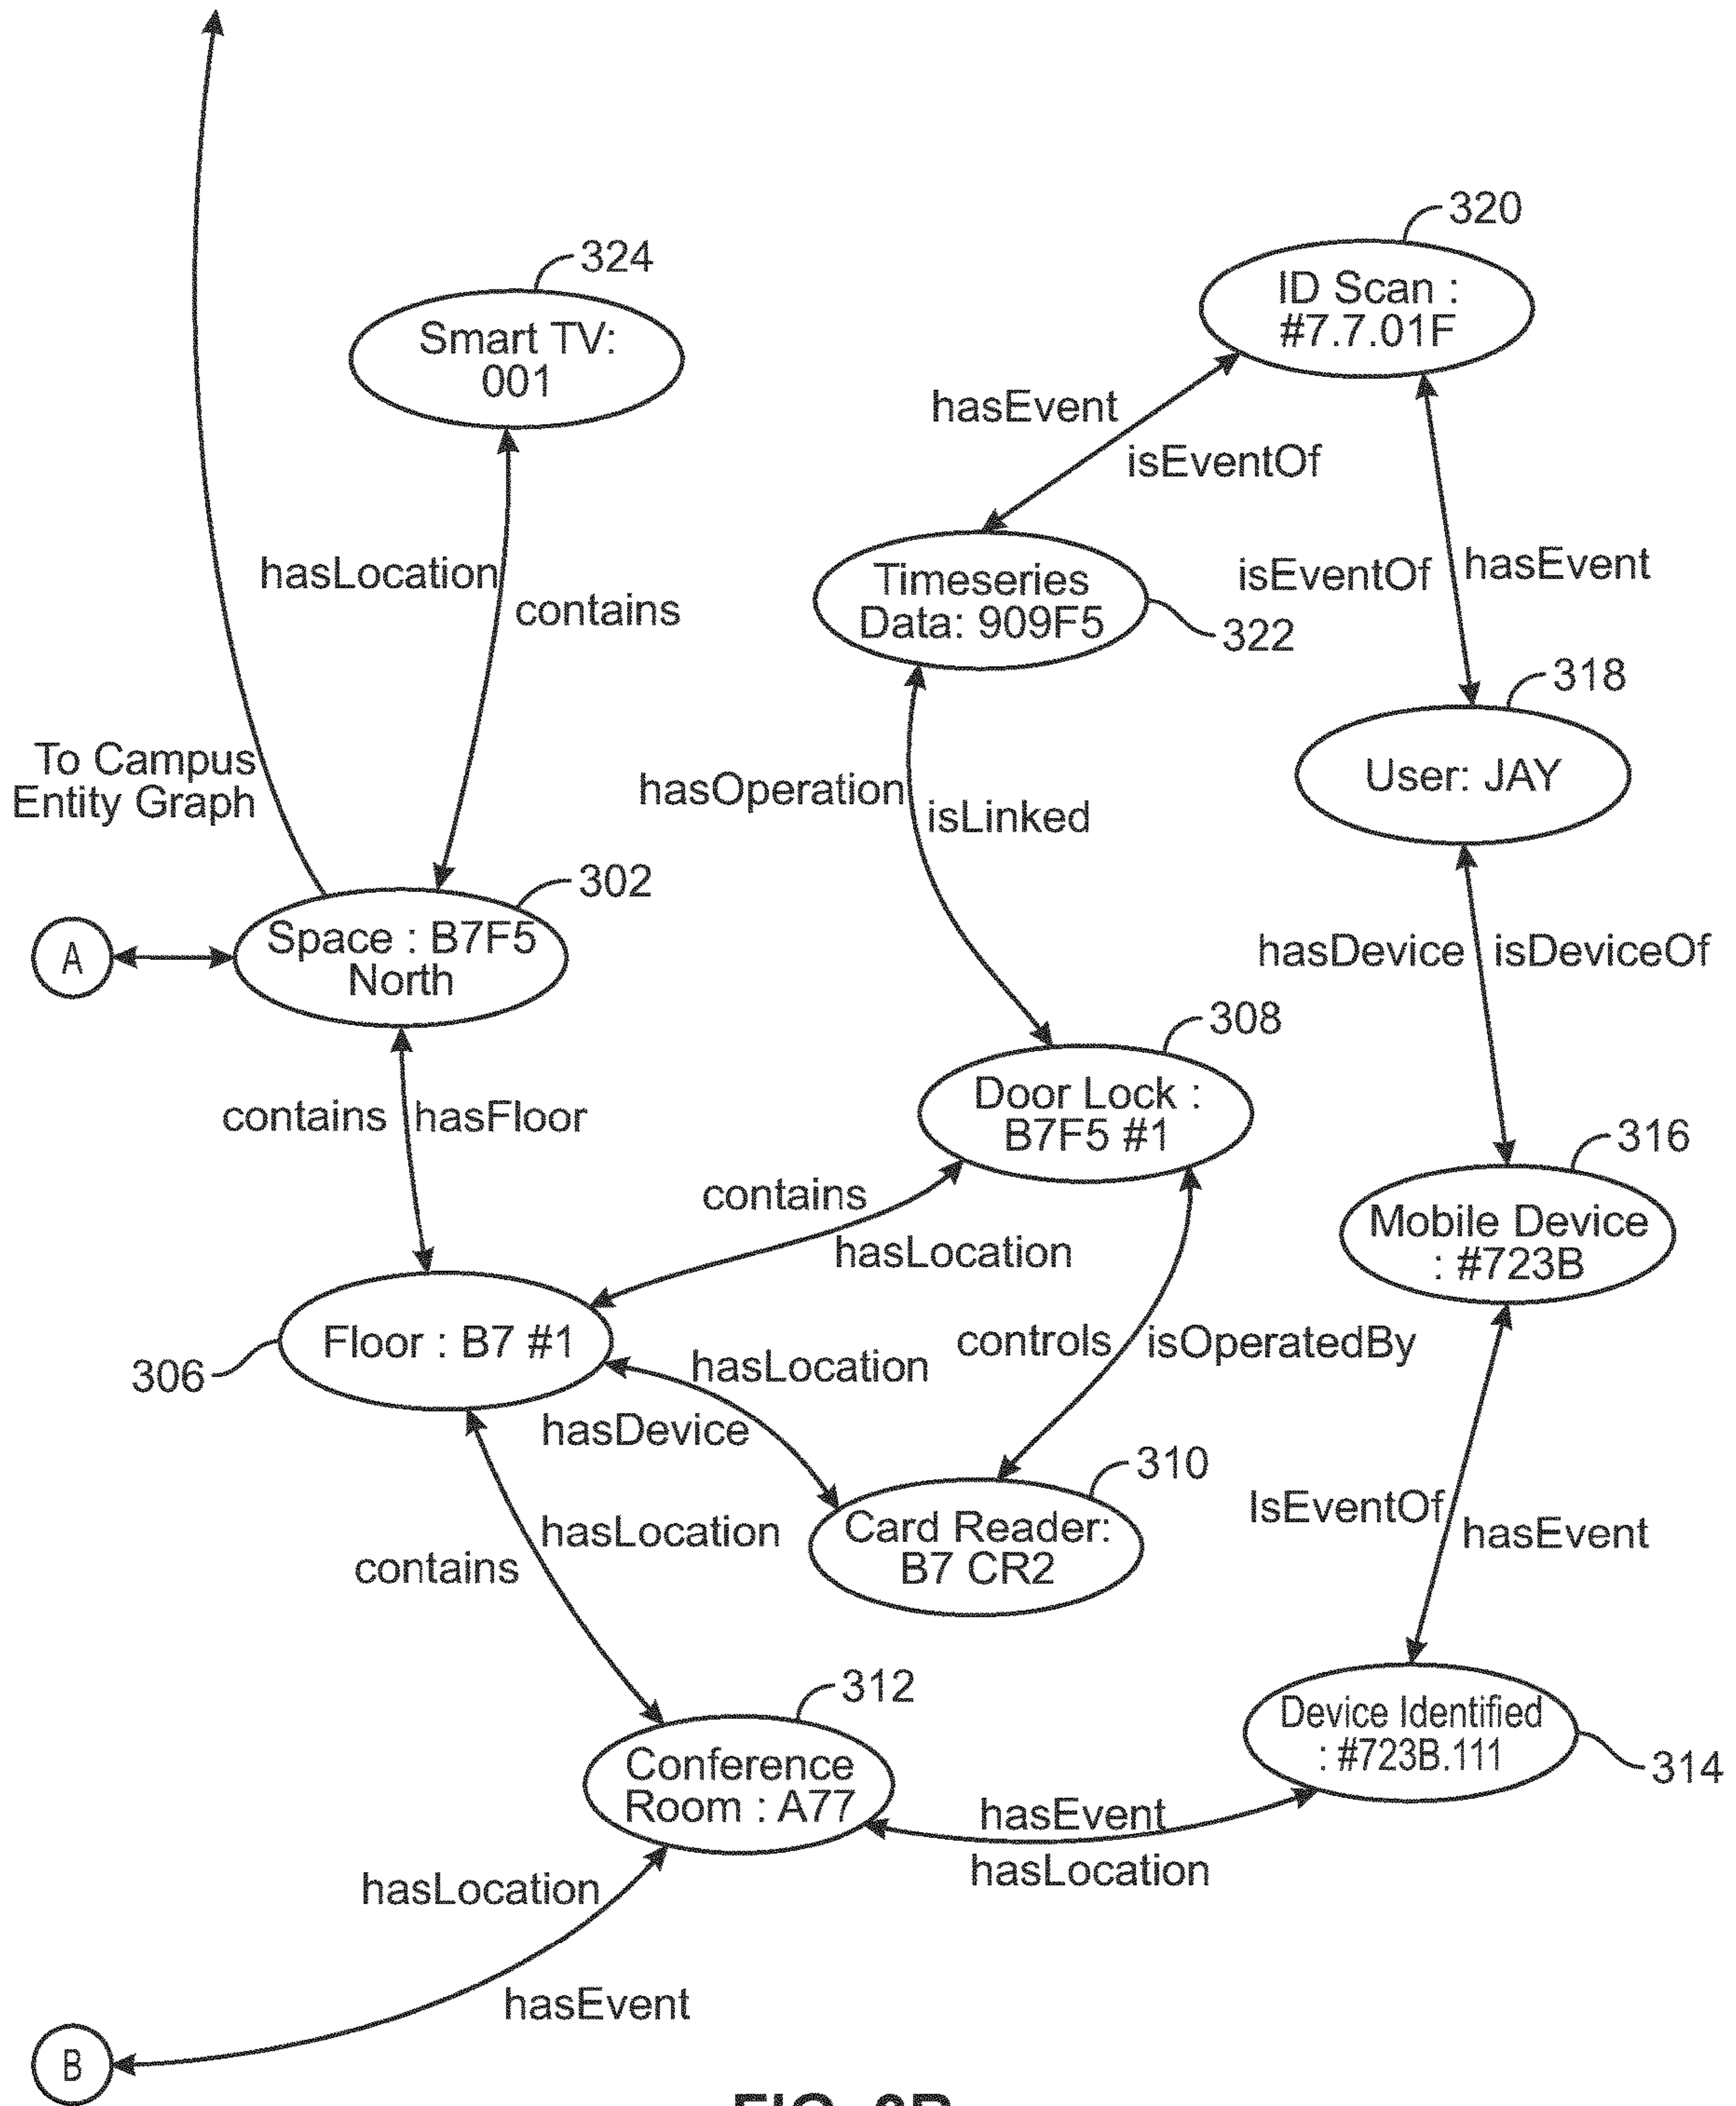 320
ID Scan :
#7.7.01F
324
Smart TV:
001
hasEvent
isEventOf
hasLocation
contains
Timeseries
Data: 909F5
322
isEventOf
hasEvent
318
User: JAY
To Campus
Entity Graph
hasOperation
isLinked
302
Space : B7F5
North
A
hasDevice
isDeviceOf
308
Door Lock :
B7F5 #1
contains
hasFloor
316
Mobile Device
: #723B
contains
hasLocation
306
Floor : B7 #1
hasLocation
hasDevice
controls
isOperatedBy
310
Card Reader:
B7 CR2
hasLocation
contains
IsEventOf
hasEvent
312
Conference
Room : A77
Device Identified
: #723B.111
314
hasEvent
hasLocation
hasLocation
hasEvent
B